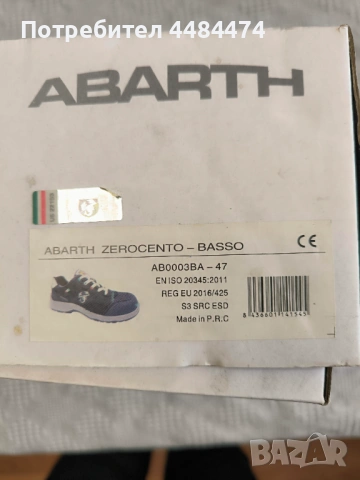 Потребител 4484474
ABARTH
ABARTH ZEROCENTO – BASSO
CE
AB0003BA – 47
EN ISO 20345:2011
REG EU 2016/425
S3 SRC ESD
Made in P.R.C
8436601141345
BAZAR